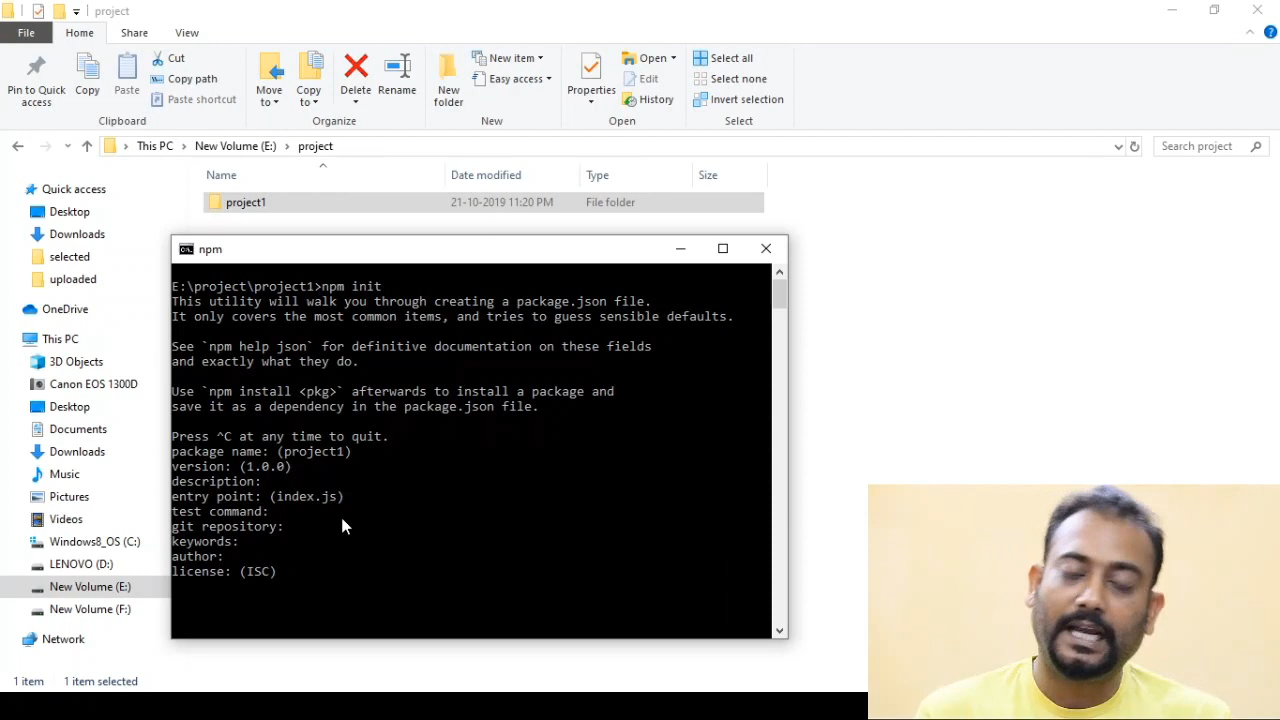 project
File
Home
Share
View
Pin to Quick access
Copy
Paste
Cut
Copy path
Paste shortcut
Clipboard
Move to
Copy to
Delete
Rename
Organize
New folder
New item
Easy access
New
Properties
Open
Edit
History
Open
Select all
Select none
Invert selection
Select
This PC
New Volume (E:)
project
Search project
Name
Date modified
Type
Size
project1
21-10-2019 11:20 PM
File folder
Quick access
Desktop
Downloads
selected
uploaded
OneDrive
This PC
3D Objects
Canon EOS 1300D
Desktop
Documents
Downloads
Music
Pictures
Videos
Windows8_OS (C:)
LENOVO (D:)
New Volume (E:)
New Volume (F:)
Network
1 item
1 item selected
npm
E:\project\project1>npm init
This utility will walk you through creating a package.json file.
It only covers the most common items, and tries to guess sensible defaults.
See `npm help json` for definitive documentation on these fields
and exactly what they do.
Use `npm install <pkg>` afterwards to install a package and
save it as a dependency in the package.json file.
Press ^C at any time to quit.
package name: (project1)
version: (1.0.0)
description:
entry point: (index.js)
test command:
git repository:
keywords:
author:
license: (ISC)